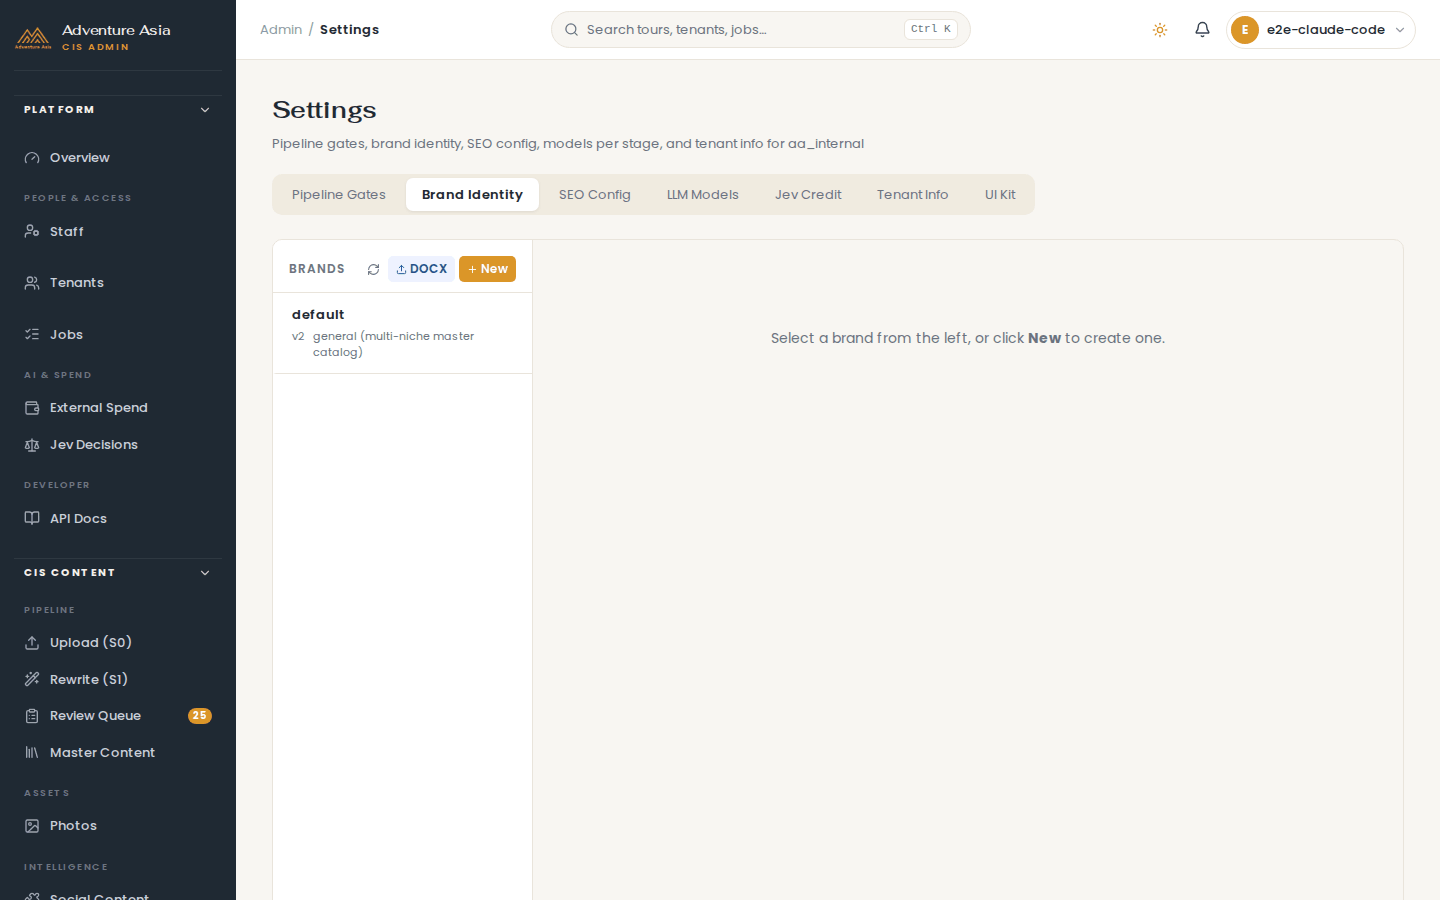 Adventure Asia
CIS ADMIN
Adventure Asia
Admin / Settings
Search tours, tenants, jobs...
Ctrl K
E
e2e-claude-code
PLATFORM
Overview
PEOPLE & ACCESS
Staff
Tenants
Jobs
AI & SPEND
External Spend
Jev Decisions
DEVELOPER
API Docs
CIS CONTENT
PIPELINE
Upload (S0)
Rewrite (S1)
Review Queue
25
Master Content
ASSETS
Photos
INTELLIGENCE
Social Content
Settings
Pipeline gates, brand identity, SEO config, models per stage, and tenant info for aa_internal
Pipeline Gates
Brand Identity
SEO Config
LLM Models
Jev Credit
Tenant Info
UI Kit
BRANDS
DOCX
+ New
default
v2 general (multi-niche master
catalog)
Select a brand from the left, or click New to create one.